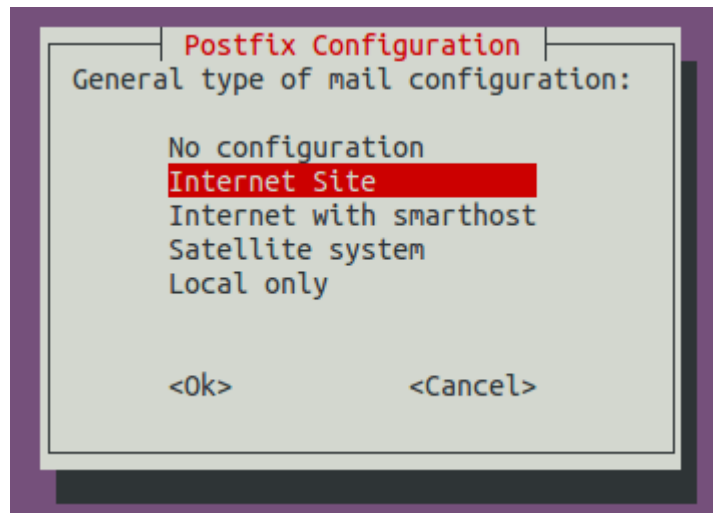 Postfix Configuration
General type of mail configuration:
No configuration
Internet Site
Internet with smarthost
Satellite system
Local only
<Ok> <Cancel>